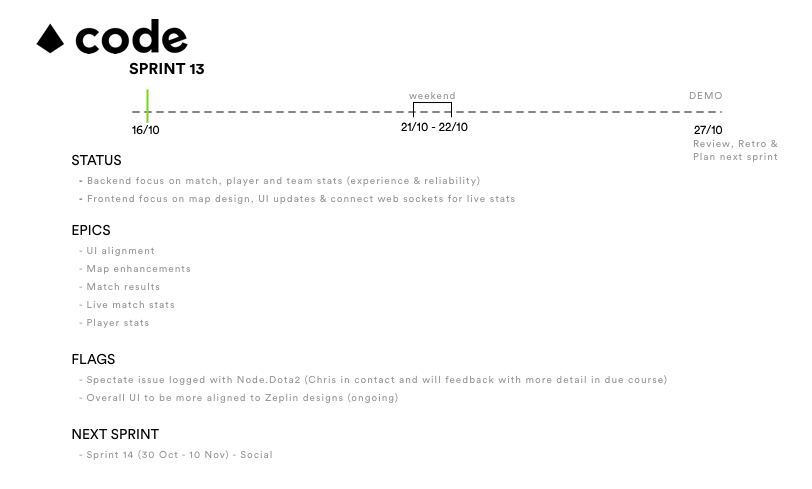 code
SPRINT 13
weekend
DEMO
16/10
21/10 - 22/10
27/10
Review, Retro &
Plan next sprint
STATUS
- Backend focus on match, player and team stats (experience & reliability)
- Frontend focus on map design, UI updates & connect web sockets for live stats
EPICS
- UI alignment
- Map enhancements
- Match results
- Live match stats
- Player stats
FLAGS
- Spectate issue logged with Node.Dota2 (Chris in contact and will feedback with more detail in due course)
- Overall UI to be more aligned to Zeplin designs (ongoing)
NEXT SPRINT
- Sprint 14 (30 Oct - 10 Nov) - Social